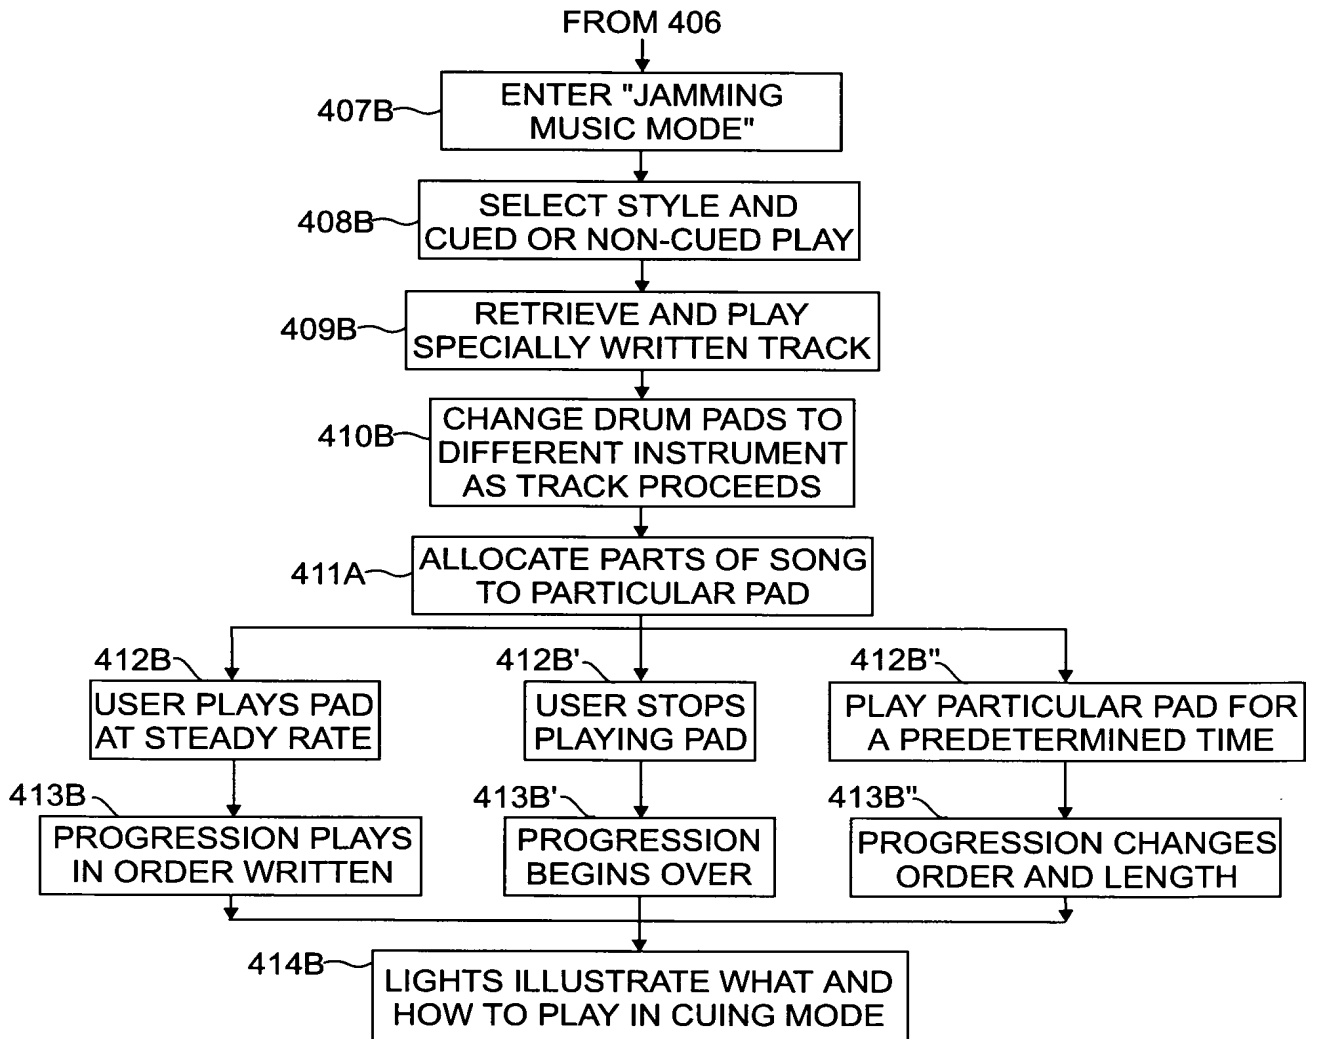 FROM 406
407B
ENTER "JAMMING
MUSIC MODE"
408B
SELECT STYLE AND
CUED OR NON-CUED PLAY
409B
RETRIEVE AND PLAY
SPECIALLY WRITTEN TRACK
410B
CHANGE DRUM PADS TO
DIFFERENT INSTRUMENT
AS TRACK PROCEEDS
411A
ALLOCATE PARTS OF SONG
TO PARTICULAR PAD
412B
USER PLAYS PAD
AT STEADY RATE
412B'
USER STOPS
PLAYING PAD
412B"
PLAY PARTICULAR PAD FOR
A PREDETERMINED TIME
413B
PROGRESSION PLAYS
IN ORDER WRITTEN
413B'
PROGRESSION
BEGINS OVER
413B"
PROGRESSION CHANGES
ORDER AND LENGTH
414B
LIGHTS ILLUSTRATE WHAT AND
HOW TO PLAY IN CUING MODE